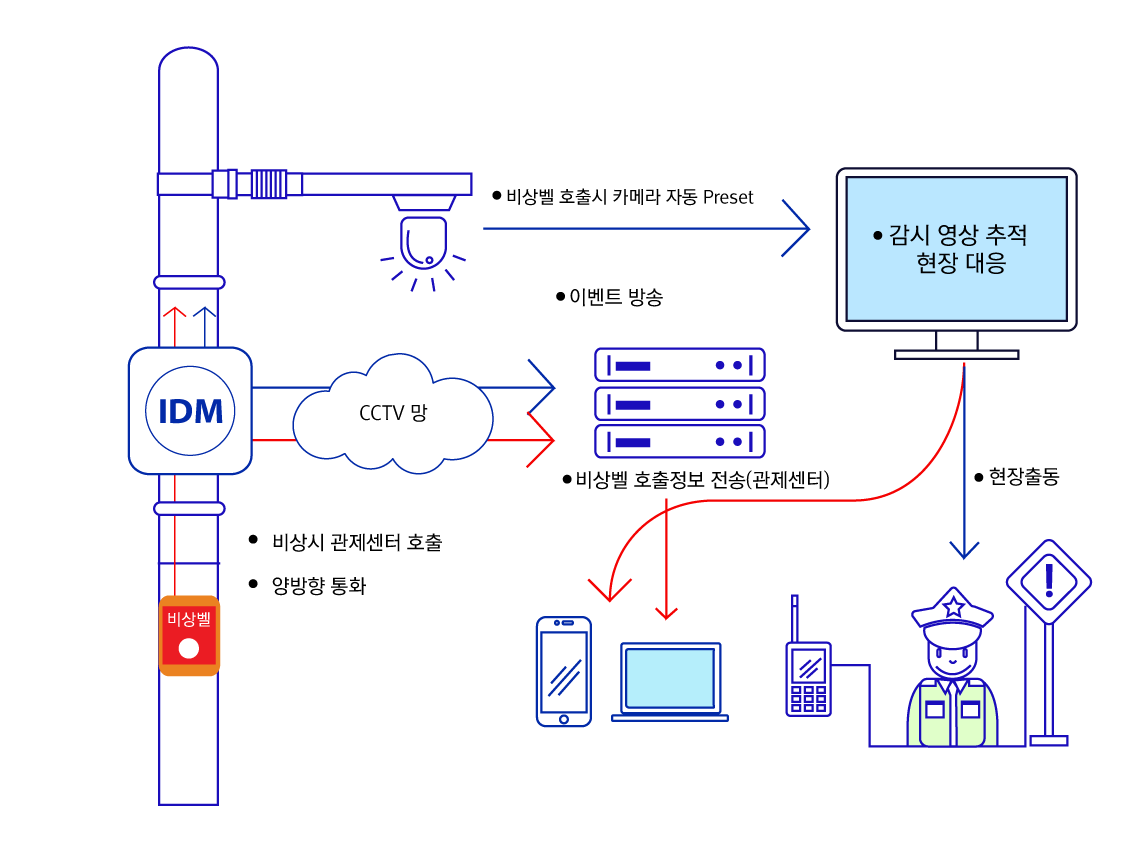 ● 비상벨 호출시 카메라 자동 Preset
● 감시 영상 추적
현장 대응
● 이벤트 방송
IDM
CCTV 망
● 비상벨 호출정보 전송(관제센터)
● 현장출동
● 비상시 관제센터 호출
● 양방향 통화
비상벨
!